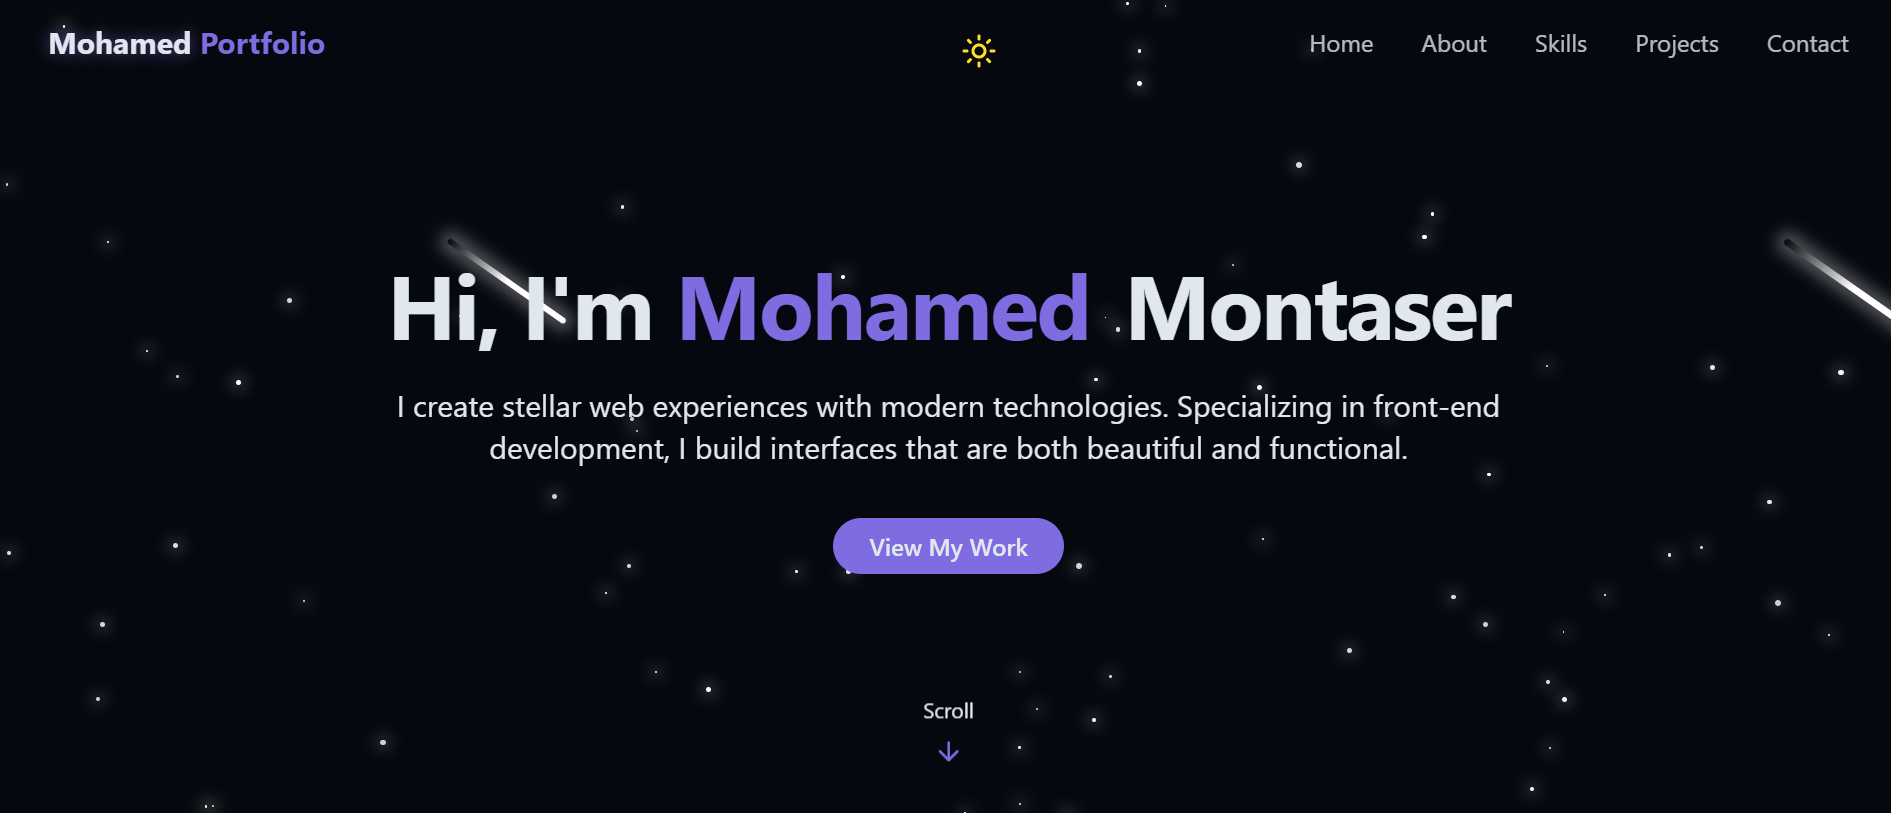 Mohamed Portfolio
Home About Skills Projects Contact
Hi, I'm Mohamed Montaser
I create stellar web experiences with modern technologies. Specializing in front-end
development, I build interfaces that are both beautiful and functional.
View My Work
Scroll